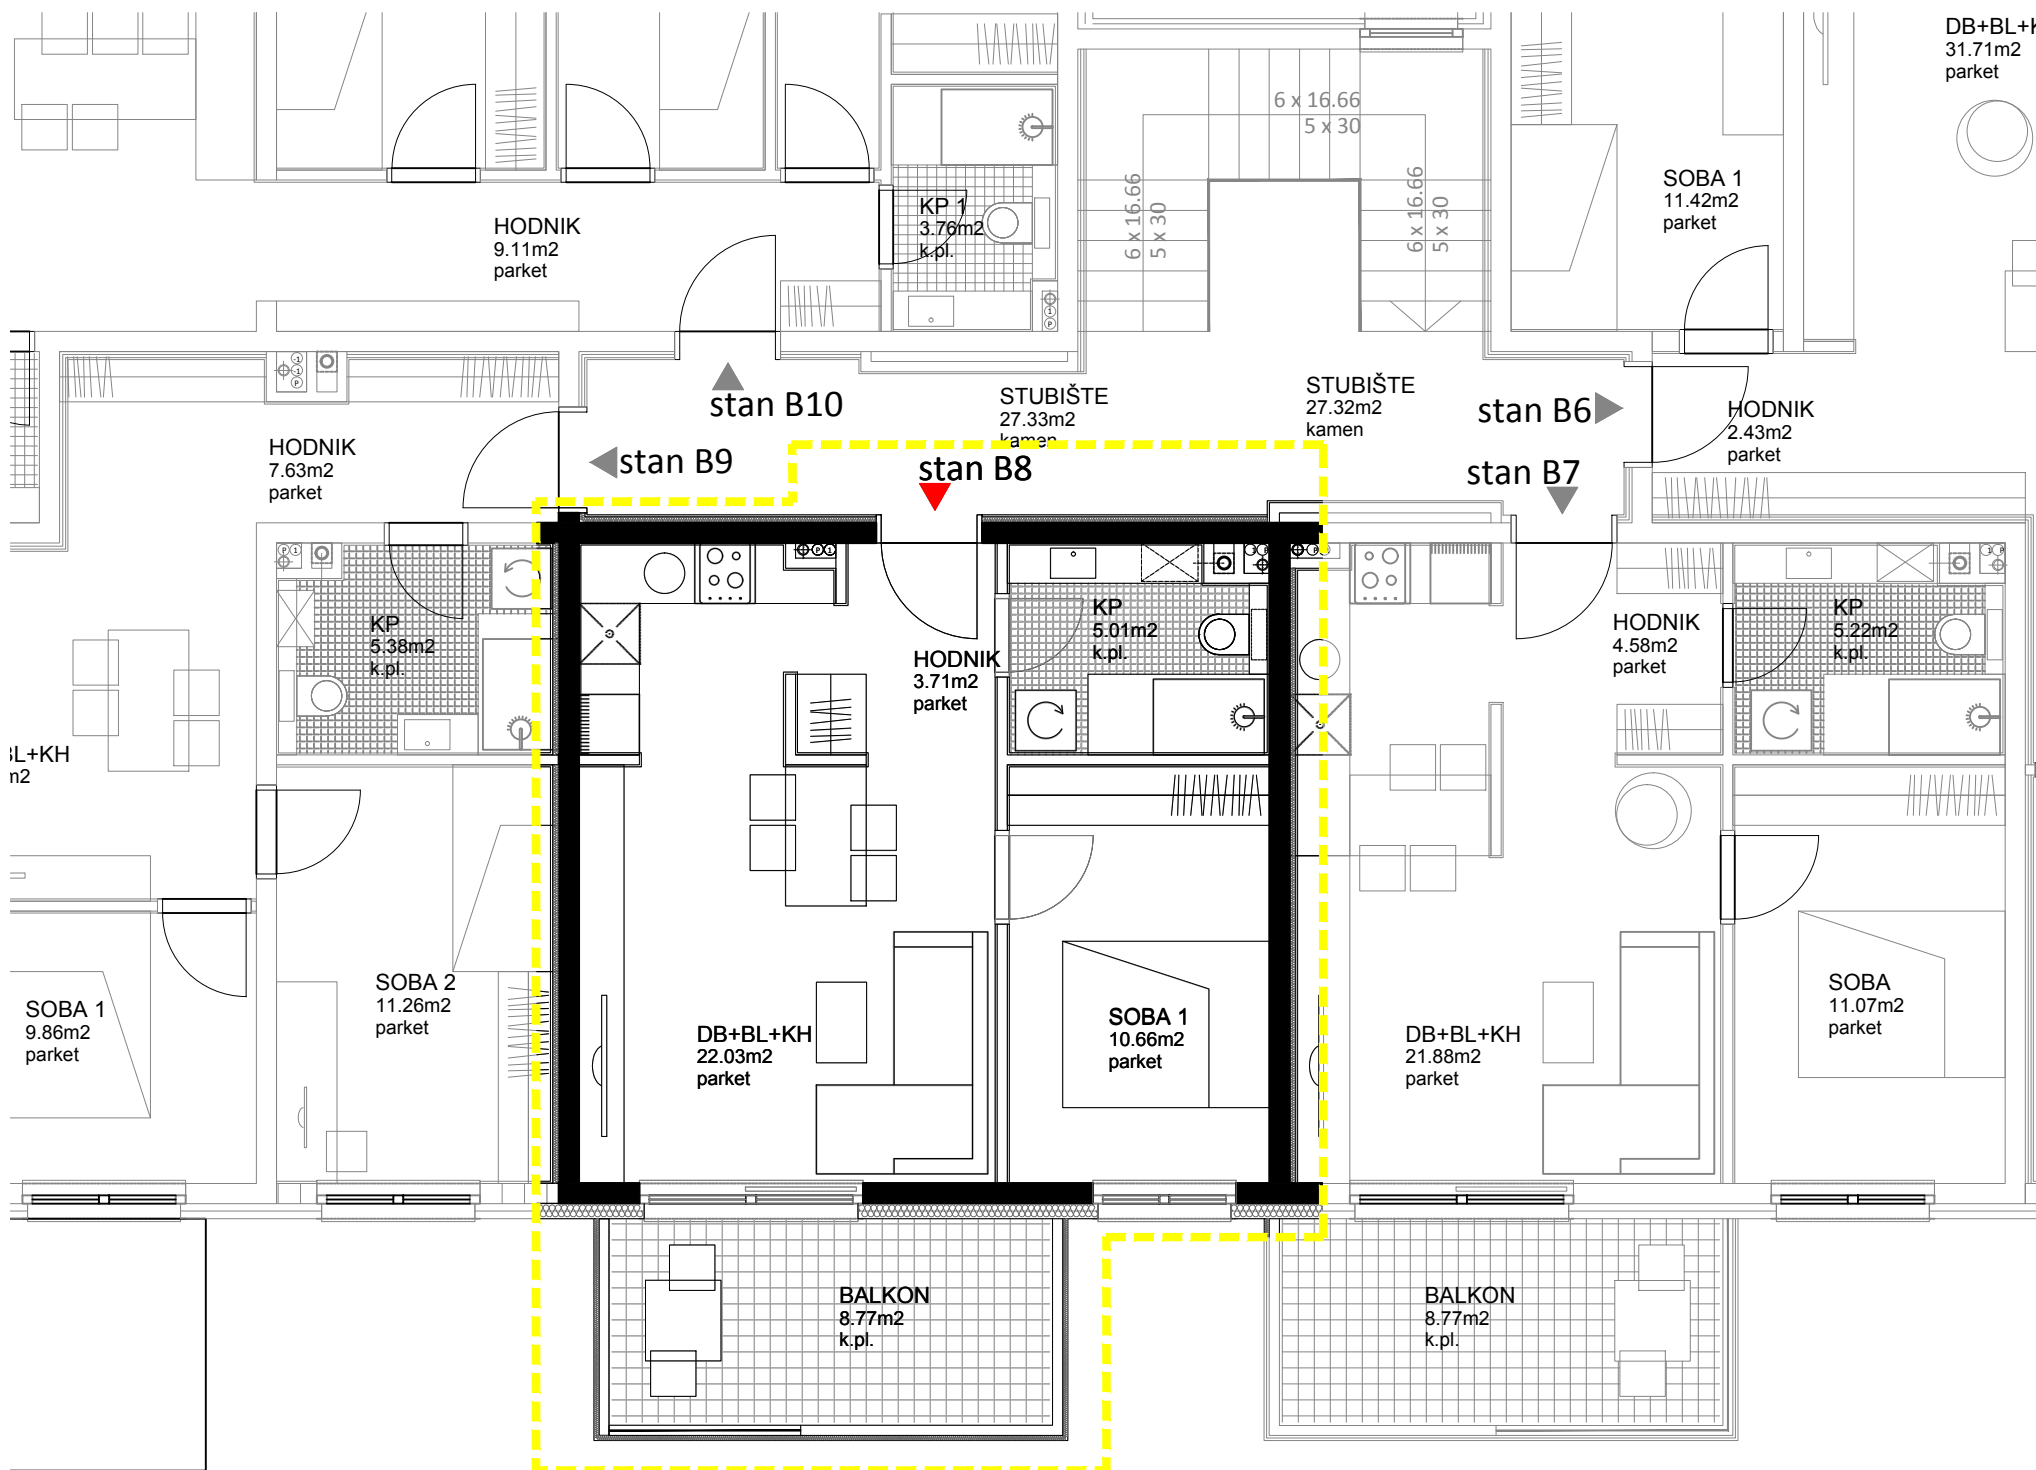 DB+BL+K
31.71m2
parket
6 x 16.66
5 x 30
6 x 16.66
5 x 30
6 x 16.66
5 x 30
SOBA 1
11.42m2
parket
KP 1
3.76m2
k.pl.
HODNIK
9.11m2
parket
stan B10
STUBIŠTE
27.33m2
kamen
STUBIŠTE
27.32m2
kamen
stan B6
HODNIK
2.43m2
parket
HODNIK
7.63m2
parket
stan B9
stan B8
stan B7
KP
5.38m2
k.pl.
KP
5.01m2
k.pl.
HODNIK
3.71m2
parket
HODNIK
4.58m2
parket
KP
5.22m2
k.pl.
BL+KH
m2
SOBA 1
9.86m2
parket
SOBA 2
11.26m2
parket
DB+BL+KH
22.03m2
parket
SOBA 1
10.66m2
parket
DB+BL+KH
21.88m2
parket
SOBA
11.07m2
parket
BALKON
8.77m2
k.pl.
BALKON
8.77m2
k.pl.